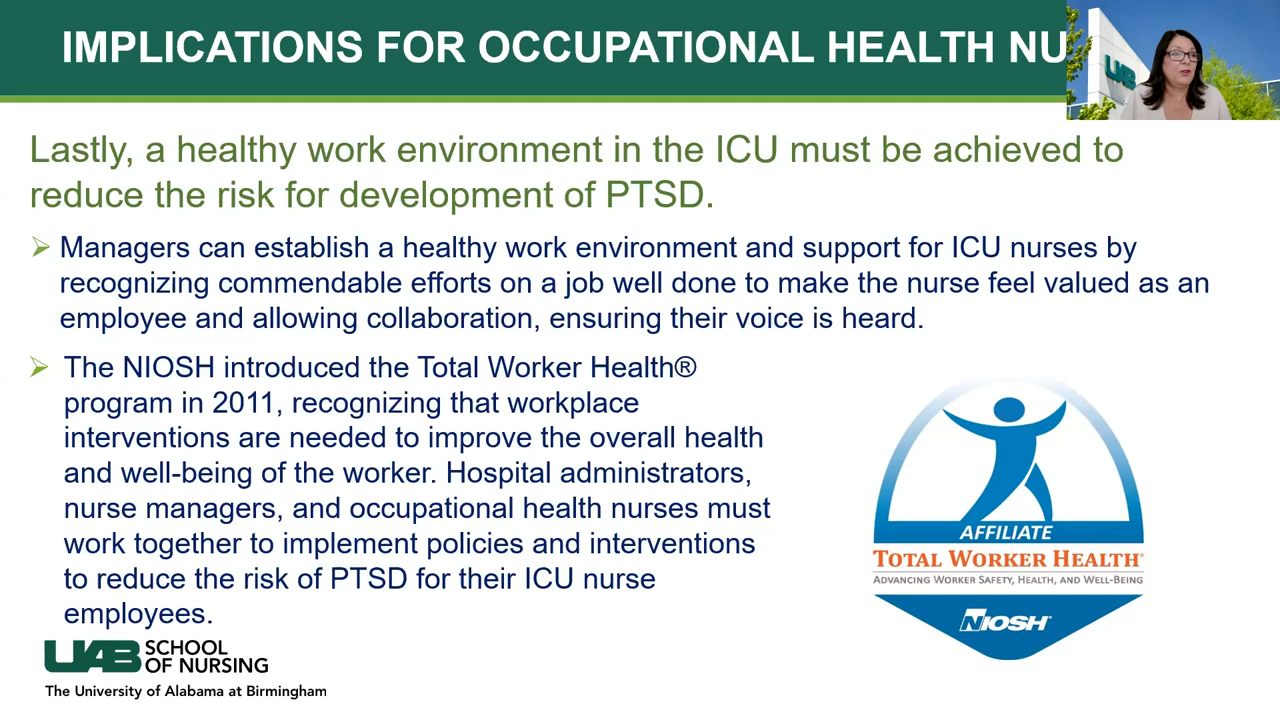 IMPLICATIONS FOR OCCUPATIONAL HEALTH NU
UAB
Lastly, a healthy work environment in the ICU must be achieved to
reduce the risk for development of PTSD.
Managers can establish a healthy work environment and support for ICU nurses by
recognizing commendable efforts on a job well done to make the nurse feel valued as an
employee and allowing collaboration, ensuring their voice is heard.
The NIOSH introduced the Total Worker Health®
program in 2011, recognizing that workplace
interventions are needed to improve the overall health
and well-being of the worker. Hospital administrators,
nurse managers, and occupational health nurses must
work together to implement policies and interventions
to reduce the risk of PTSD for their ICU nurse
employees.
AFFILIATE
TOTAL WORKER HEALTH®
ADVANCING WORKER SAFETY, HEALTH, AND WELL-BEING
NIOSH
UAB SCHOOL
OF NURSING
The University of Alabama at Birmingham